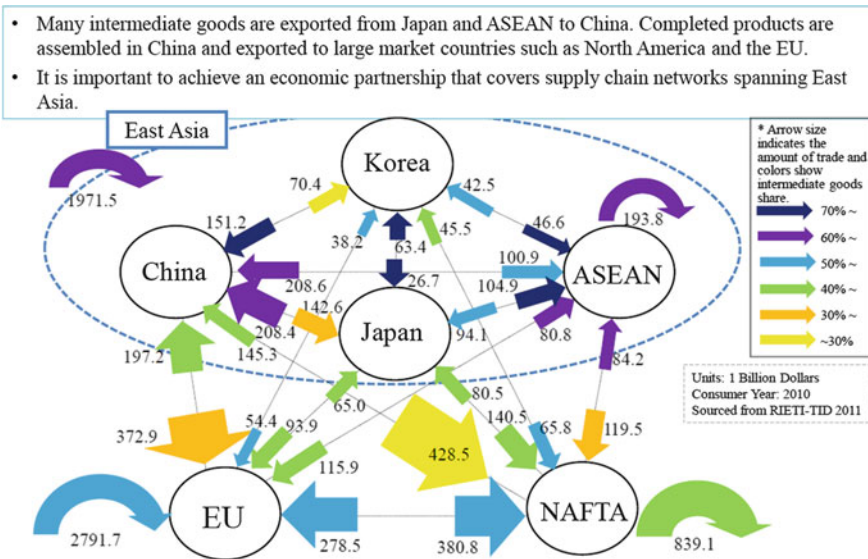 • Many intermediate goods are exported from Japan and ASEAN to China. Completed products are
assembled in China and exported to large market countries such as North America and the EU.
• It is important to achieve an economic partnership that covers supply chain networks spanning East
Asia.
East Asia
* Arrow size
indicates the
amount of trade and
colors show
intermediate goods
share.
70% ~
60% ~
50% ~
40% ~
30% ~
~30%
Korea
1971.5
70.4
42.5
193.8
151.2
38.2
63.4
45.5
46.6
China
208.6
26.7
100.9
104.9
ASEAN
142.6
208.4
Japan
94.1
80.8
197.2
145.3
84.2
Units: 1 Billion Dollars
Consumer Year: 2010
Sourced from RIETI-TID 2011
65.0
80.5
372.9
54.4
93.9
140.5
65.8
119.5
115.9
428.5
EU
NAFTA
2791.7
278.5
380.8
839.1